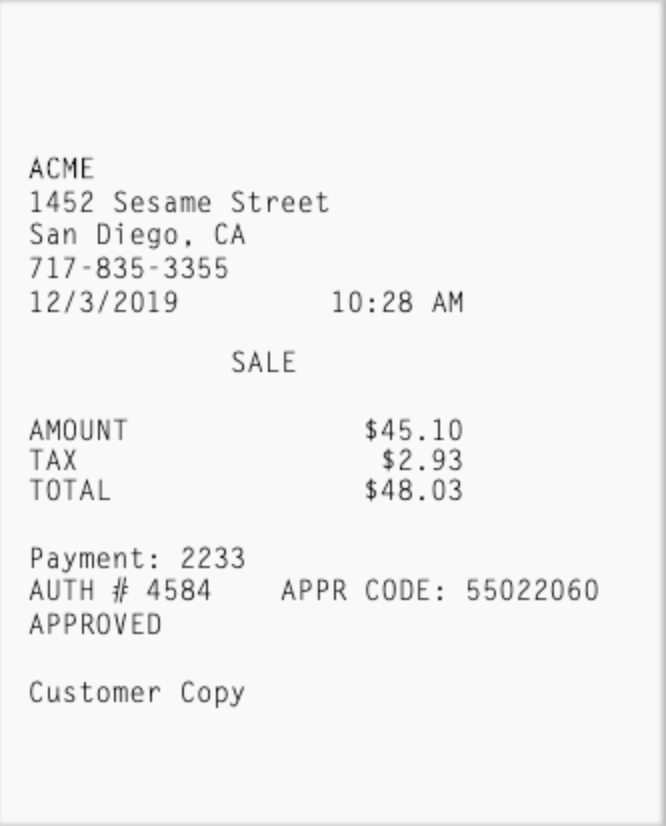 ACME
1452 Sesame Street
San Diego, CA
717-835-3355
12/3/2019 10:28 AM
SALE
AMOUNT $45.10
TAX $2.93
TOTAL $48.03
Payment: 2233
AUTH # 4584 APPR CODE: 55022060
APPROVED
Customer Copy